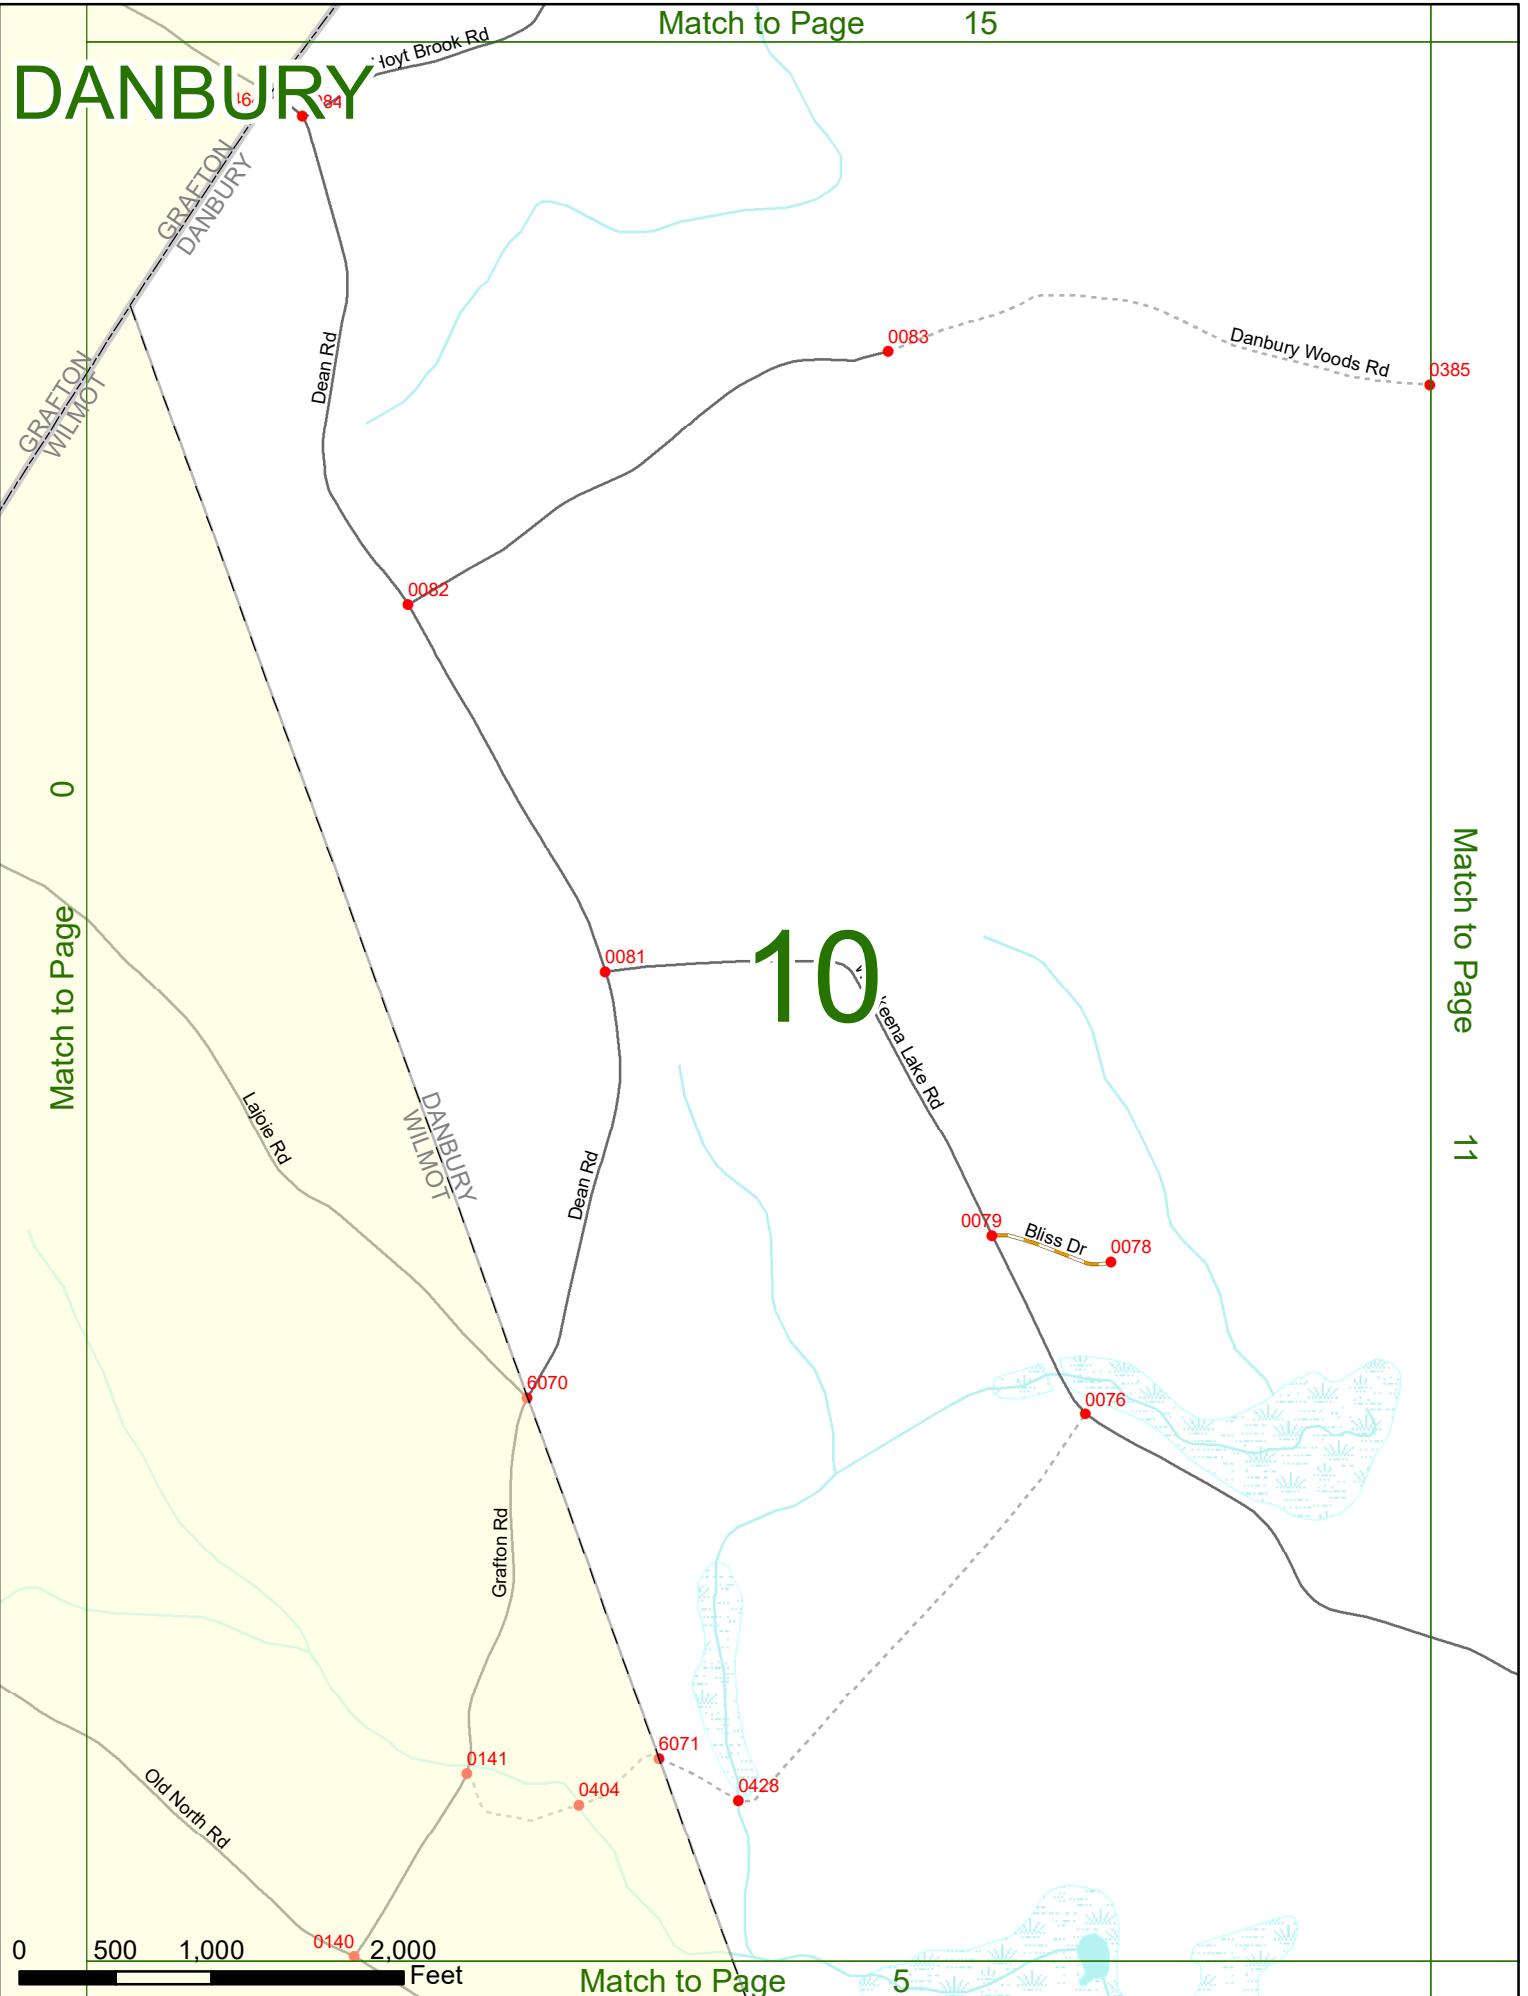 Match to Page 15
Hoyt Brook Rd
DANBURY
GRAFTON
DANBURY
Dean Rd
0083
Danbury Woods Rd
0385
GRAFTON
WILMOT
0082
0
Match to Page
0081
10
keena Lake Rd
Match to Page
11
Lajoie Rd
DANBURY
WILMOT
Dean Rd
0079
Bliss Dr
0078
6070
0076
Grafton Rd
6071
0141
0404
0428
Old North Rd
0140
0 500 1,000 2,000
Feet
Match to Page 5